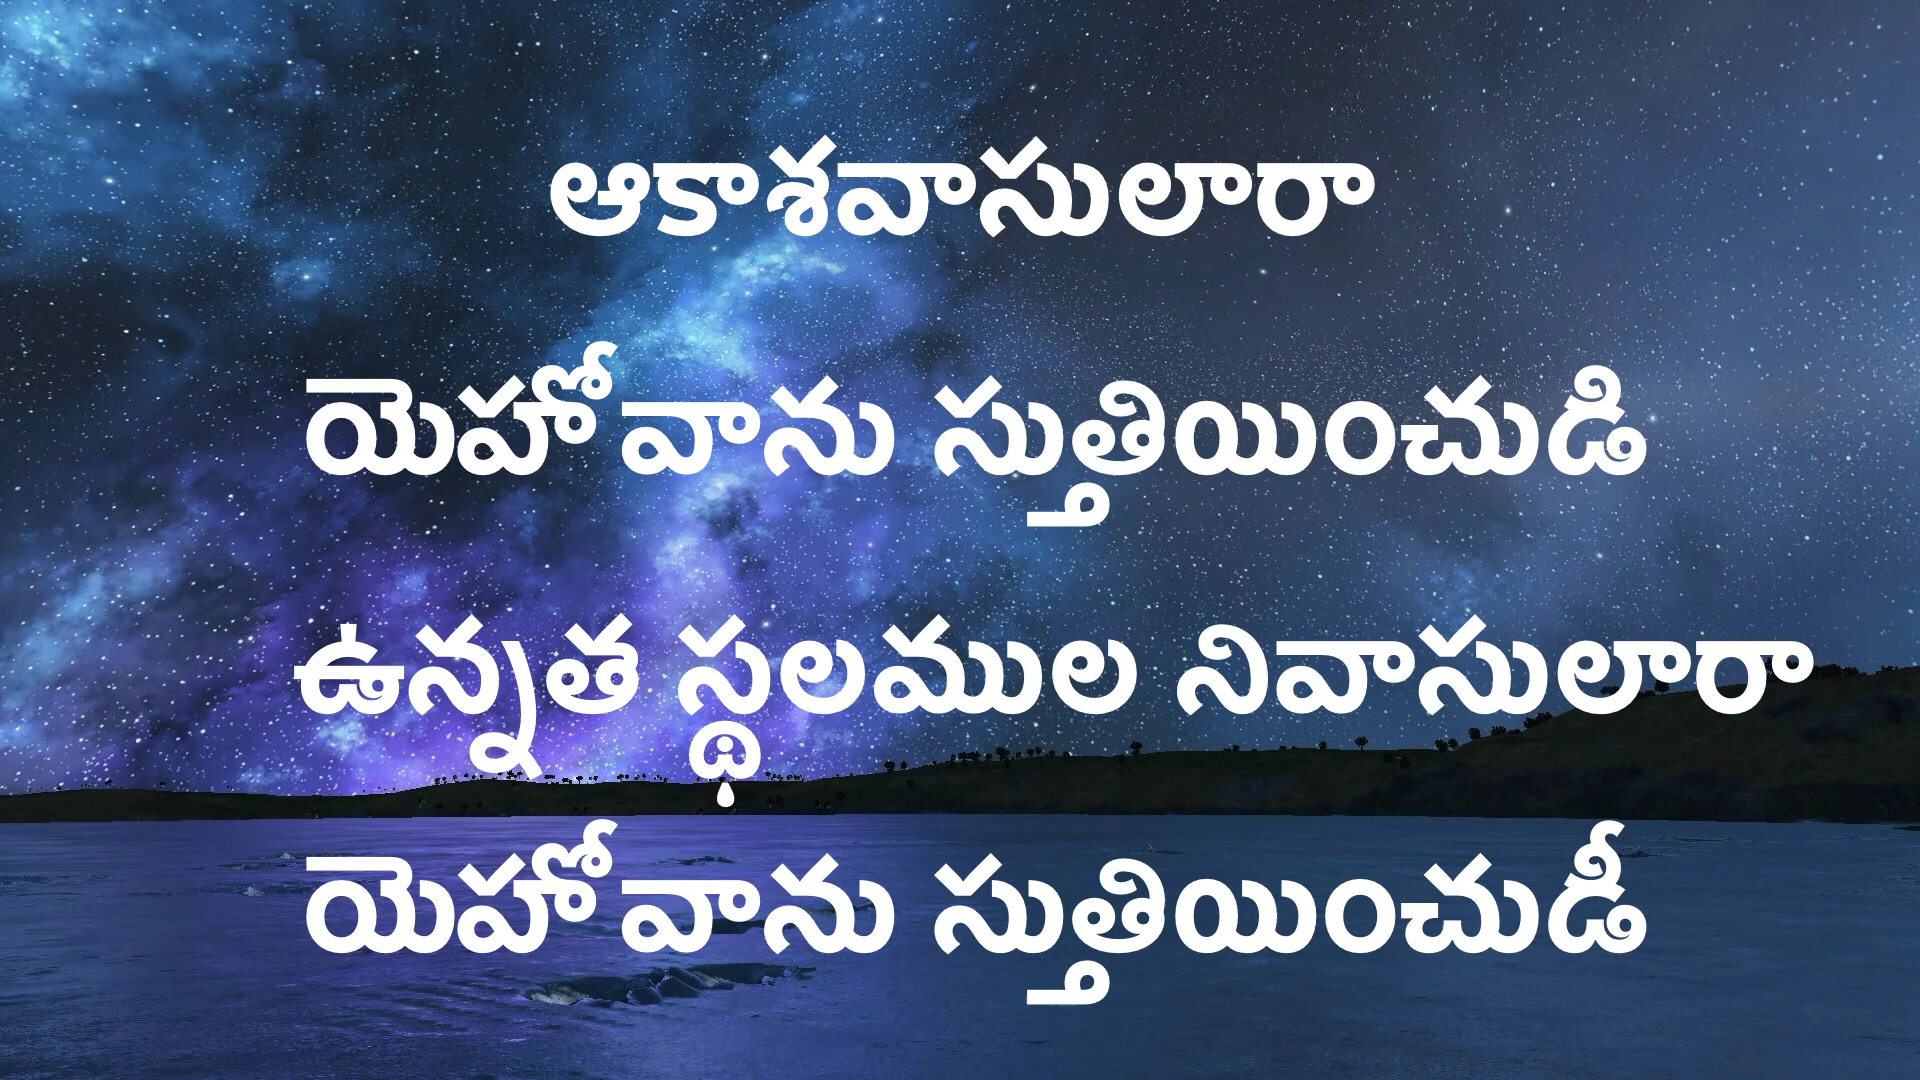 ఆకాశవాసులారా
యెహోవాను స్తుతియించుడి
ఉన్నత స్థలముల నివాసులారా
యెహోవాను స్తుతియించుడీ